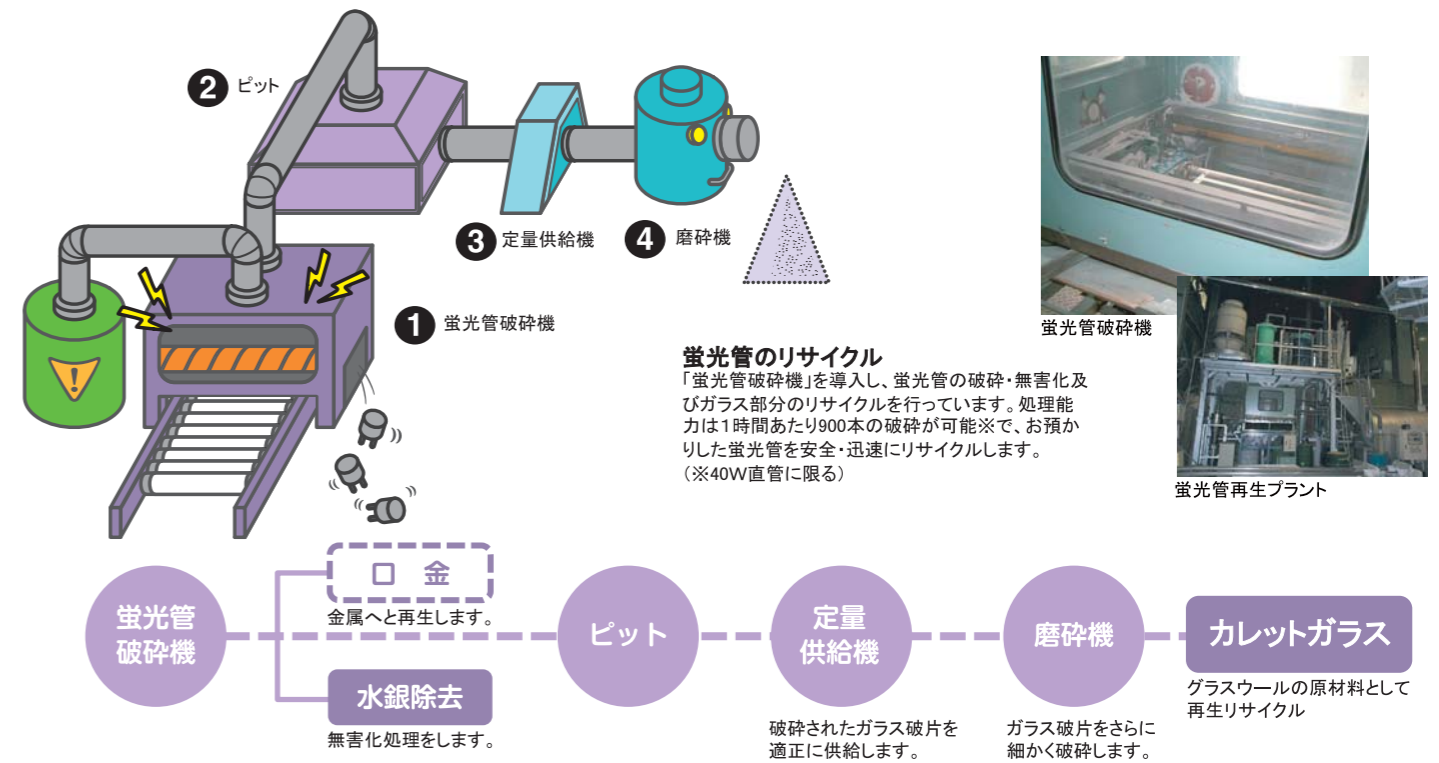 2 ピット
3 定量供給機
4 磨砕機
1 蛍光管破砕機
蛍光管破砕機
蛍光管再生プラント
蛍光管のリサイクル
「蛍光管破砕機」を導入し、蛍光管の破砕・無害化及
びガラス部分のリサイクルを行っています。処理能
力は1時間あたり900本の破砕が可能※で、お預か
りした蛍光管を安全・迅速にリサイクルします。
(※40W直管に限る)
蛍光管
破砕機
口 金
金属へと再生します。
水銀除去
無害化処理をします。
ピット
定量
供給機
破砕されたガラス破片を
適正に供給します。
磨砕機
ガラス破片をさらに
細かく破砕します。
カレットガラス
グラスウールの原材料として
再生リサイクル